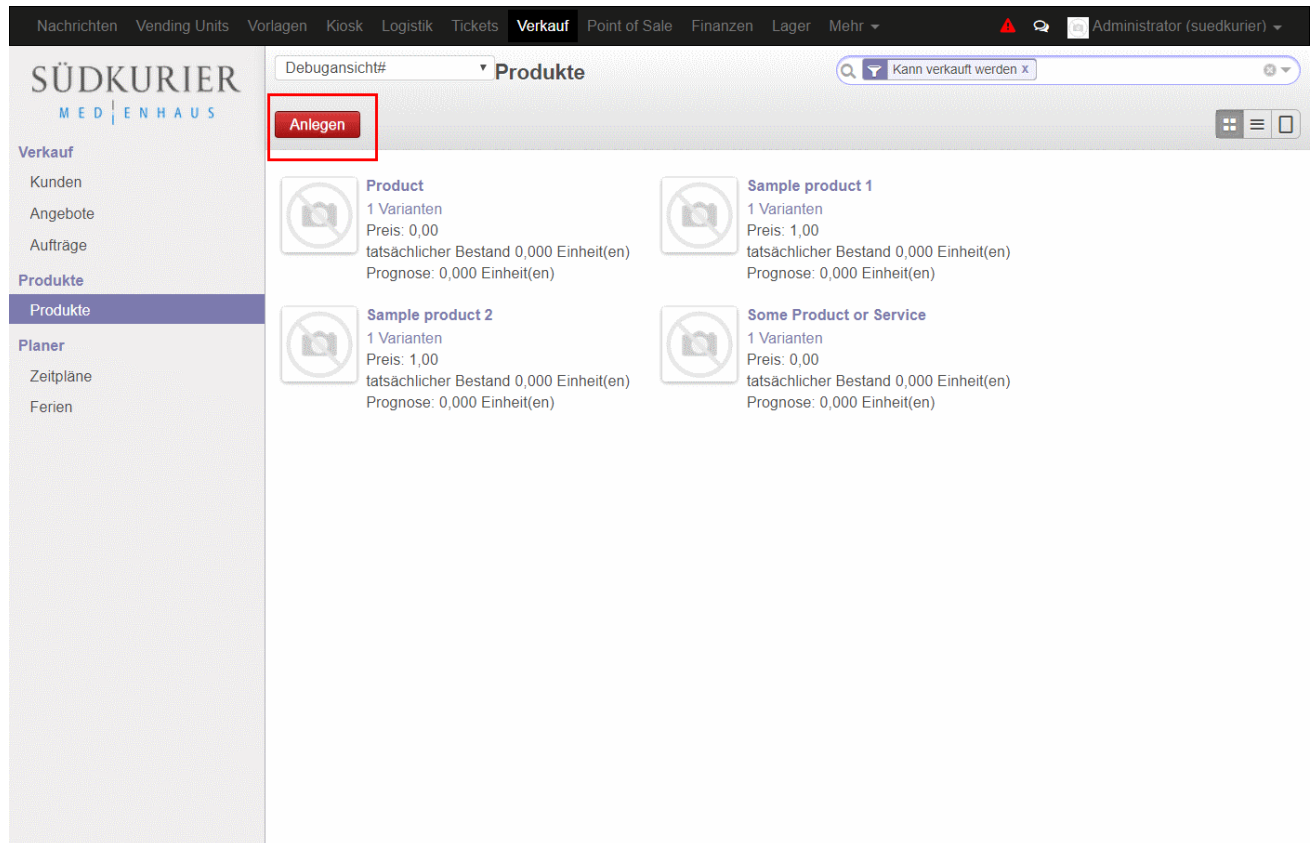 Nachrichten Vending Units Vorlagen Kiosk Logistik Tickets Verkauf Point of Sale Finanzen Lager Mehr Administrator (suedkurier)
SÜDKURIER
MEDIENHAUS
Verkauf
Kunden
Angebote
Aufträge
Produkte
Produkte
Planer
Zeitpläne
Ferien
Debugansicht# Produkte Kann verkauft werden x
Anlegen
Product
1 Varianten
Preis: 0,00
tatsächlicher Bestand 0,000 Einheit(en)
Prognose: 0,000 Einheit(en)
Sample product 1
1 Varianten
Preis: 1,00
tatsächlicher Bestand 0,000 Einheit(en)
Prognose: 0,000 Einheit(en)
Sample product 2
1 Varianten
Preis: 1,00
tatsächlicher Bestand 0,000 Einheit(en)
Prognose: 0,000 Einheit(en)
Some Product or Service
1 Varianten
Preis: 0,00
tatsächlicher Bestand 0,000 Einheit(en)
Prognose: 0,000 Einheit(en)